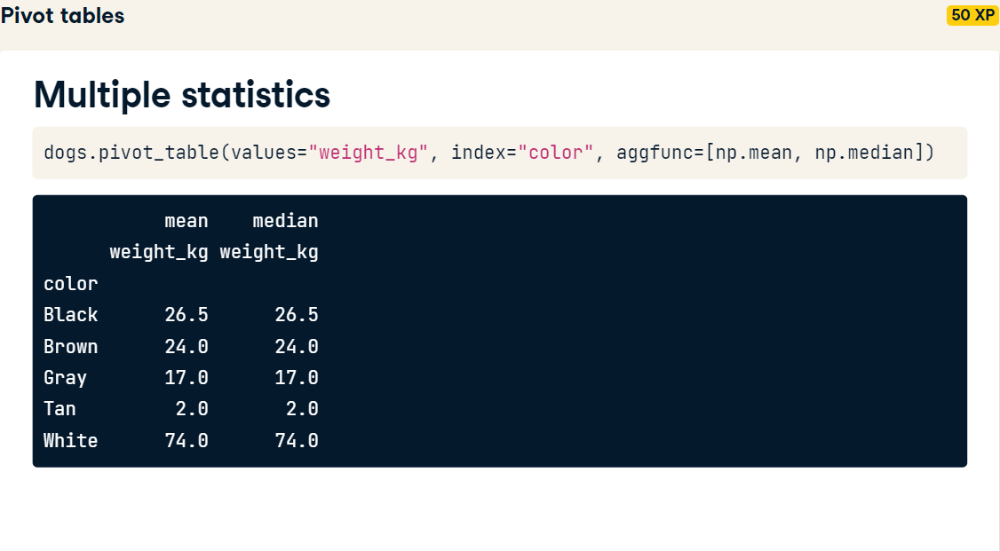 Pivot tables
50 XP
Multiple statistics
dogs.pivot_table(values="weight_kg", index="color", aggfunc=[np.mean, np.median])
mean median
weight_kg weight_kg
color
Black 26.5 26.5
Brown 24.0 24.0
Gray 17.0 17.0
Tan 2.0 2.0
White 74.0 74.0